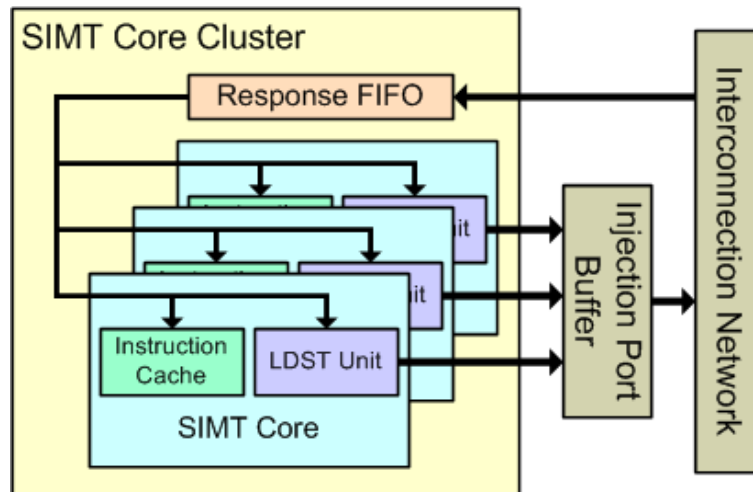 SIMT Core Cluster
Response FIFO
Instruction
Cache
LDST Unit
SIMT Core
Injection Port
Buffer
Interconnection Network